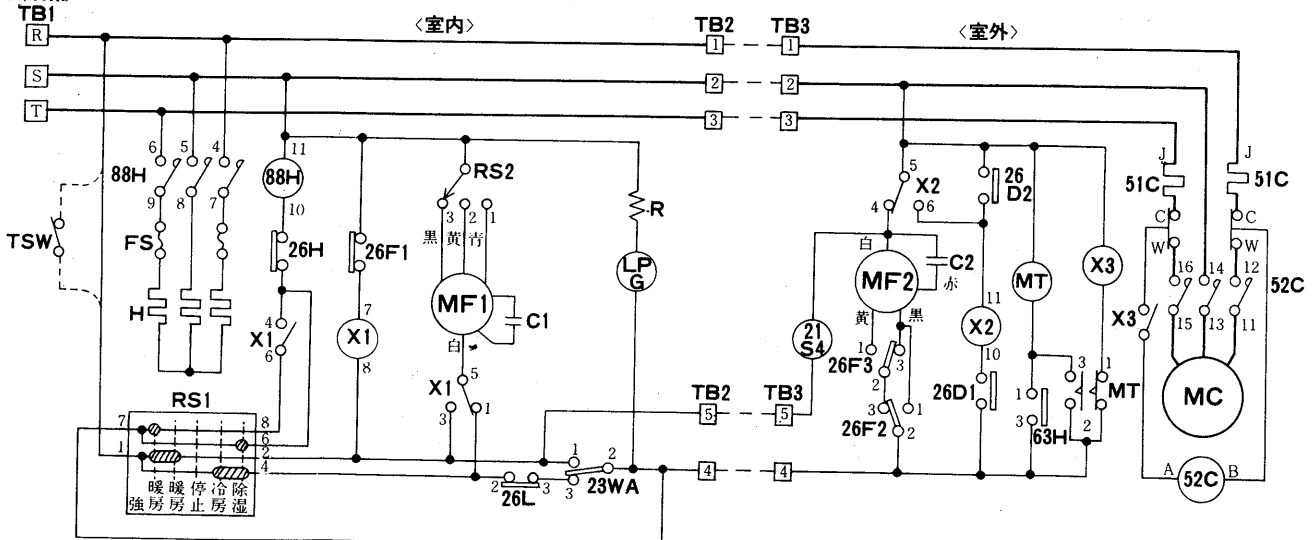 TB1 〈室内〉 TB2 TB3 〈室外〉
R 1 1
S 2 2
T 3 3
6 5 4 11 5 J J
88H 88H RS2 X2 26 D2 51C 51C
9 8 7 10 3 2 1 R 4 6 C C
TSW FS 26H 26F1 黒 黄 青 白 W W
LP G MF2 C2 赤 MT X3 16 14 12 52C
H 4 7 MF1 C1 黄 黒 11 X3 15 13 11
X1 6 X1 8 白 21 S4 1 3 X2 10 MC
RS1 X1 5 26F3 2 26D1 1 3 1 MT
7 8 3 1 TB2 TB3 3 1 3 2
6 5 5 26F2 2 63H
1 2 1 2 A 52C B
4 2 26L 3 3 23WA 4 4
強 暖房 暖房 停止 冷房 除湿